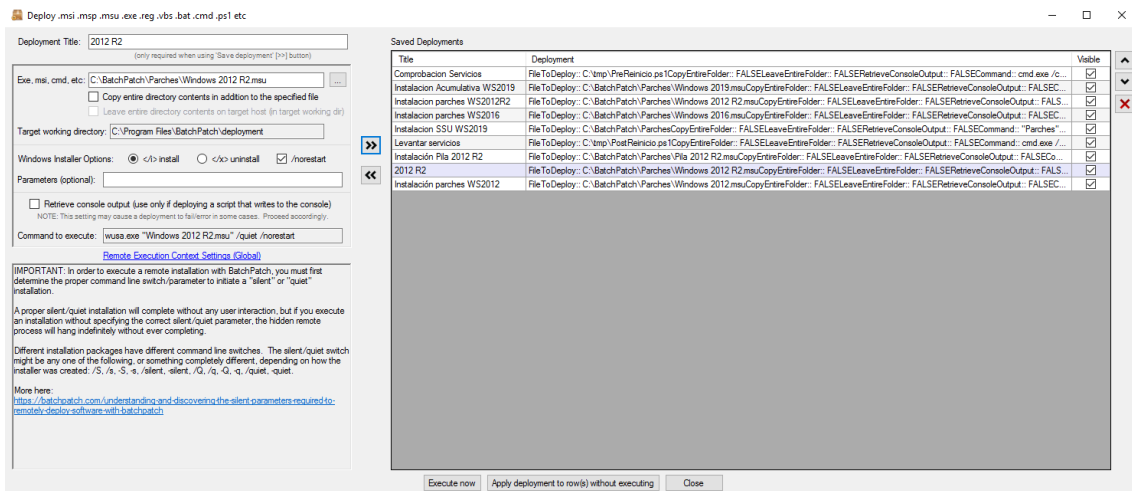 Deploy .msi .msp .msu .exe .reg .vbs .bat .cmd .ps1 etc
Deployment Title: 2012 R2
(only required when using 'Save deployment' [>>] button)
Exe, msi, cmd, etc: C:\BatchPatch\Parches\Windows 2012 R2.msu ...
Copy entire directory contents in addition to the specified file
Leave entire directory contents on target host (in target working dir)
Target working directory: C:\Program Files\BatchPatch\deployment
Windows Installer Options: </i> install </x> uninstall /norestart
Parameters (optional):
Retrieve console output (use only if deploying a script that writes to the console)
NOTE: This setting may cause a deployment to fail/error in some cases. Proceed accordingly.
Command to execute: wusa.exe "Windows 2012 R2.msu" /quiet /norestart
Remote Execution Context Settings (Global)
IMPORTANT: In order to execute a remote installation with BatchPatch, you must first
determine the proper command line switch/parameter to initiate a "silent" or "quiet"
installation.
A proper silent/quiet installation will complete without any user interaction, but if you execute
an installation without specifying the correct silent/quiet parameter, the hidden remote
process will hang indefinitely without ever completing.
Different installation packages have different command line switches. The silent/quiet switch
might be any one of the following, or something completely different, depending on how the
installer was created: /S, /s, -S, -s, /silent, -silent, /Q, /q, -Q, -q, /quiet, -quiet.
More here:
https://batchpatch.com/understanding-and-discovering-the-silent-parameters-required-to-
remotely-deploy-software-with-batchpatch
>>
<<
Saved Deployments
Title Deployment Visible
Comprobacion Servicios FileToDeploy:: C:\tmp\PreReinicio.ps1CopyEntireFolder:: FALSELeaveEntireFolder:: FALSERetrieveConsoleOutput:: FALSECommand:: cmd.exe /c...
Instalacion Acumulativa WS2019 FileToDeploy:: C:\BatchPatch\Parches\Windows 2019.msuCopyEntireFolder:: FALSELeaveEntireFolder:: FALSERetrieveConsoleOutput:: FALSEC...
Instalacion parches WS2012R2 FileToDeploy:: C:\BatchPatch\Parches\Windows 2012 R2.msuCopyEntireFolder:: FALSELeaveEntireFolder:: FALSERetrieveConsoleOutput:: FALS...
Instalacion parches WS2016 FileToDeploy:: C:\BatchPatch\Parches\Windows 2016.msuCopyEntireFolder:: FALSELeaveEntireFolder:: FALSERetrieveConsoleOutput:: FALSEC...
Instalacion SSU WS2019 FileToDeploy:: C:\BatchPatch\ParchesCopyEntireFolder:: FALSELeaveEntireFolder:: FALSERetrieveConsoleOutput:: FALSECommand:: "Parches"...
Levantar servicios FileToDeploy:: C:\tmp\PostReinicio.ps1CopyEntireFolder:: FALSELeaveEntireFolder:: FALSERetrieveConsoleOutput:: FALSECommand:: cmd.exe /...
Instalación Pila 2012 R2 FileToDeploy:: C:\BatchPatch\Parches\Pila 2012 R2.msuCopyEntireFolder:: FALSELeaveEntireFolder:: FALSERetrieveConsoleOutput:: FALSECo...
2012 R2 FileToDeploy:: C:\BatchPatch\Parches\Windows 2012 R2.msuCopyEntireFolder:: FALSELeaveEntireFolder:: FALSERetrieveConsoleOutput:: FALS...
Instalación parches WS2012 FileToDeploy:: C:\BatchPatch\Parches\Windows 2012.msuCopyEntireFolder:: FALSELeaveEntireFolder:: FALSERetrieveConsoleOutput:: FALSEC...
Execute now Apply deployment to row(s) without executing Close